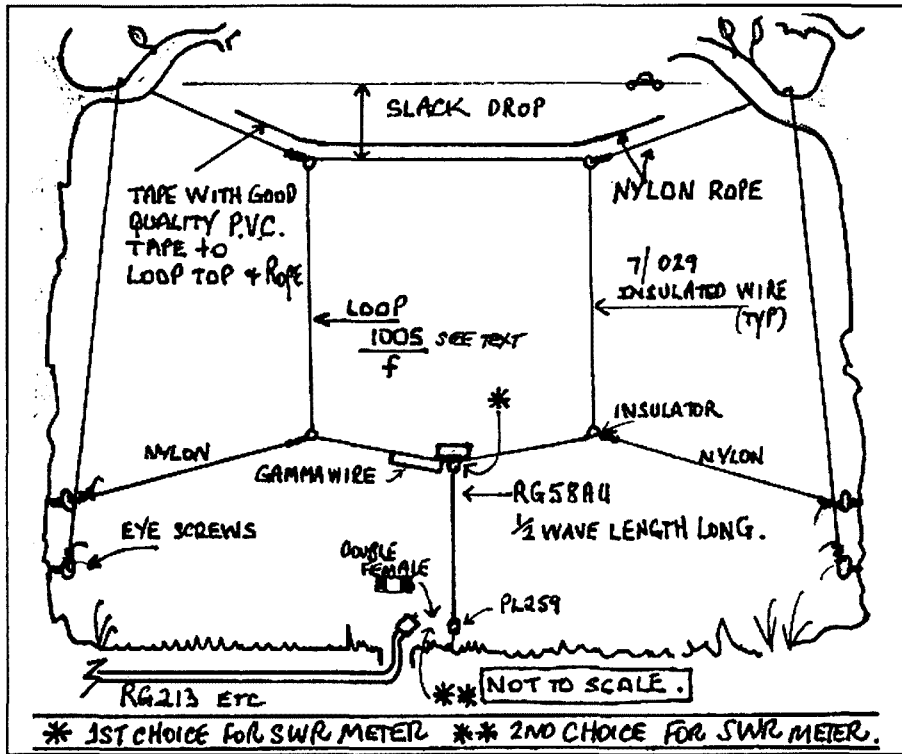 SLACK DROP
TAPE WITH GOOD
QUALITY P.V.C.
TAPE to
LOOP TOP & ROPE
NYLON ROPE
7/029
INSULATED WIRE
(TYP)
LOOP
1005 SEE TEXT
f
*
INSULATOR
NYLON
GAMMAWIRE
NYLON
RG58AU
1/2 WAVE LENGTH LONG.
EYE SCREWS
DOUBLE
FEMALE
PL259
RG213 ETC
**
NOT TO SCALE.
* 1ST CHOICE FOR SWR METER ** 2ND CHOICE FOR SWR METER.